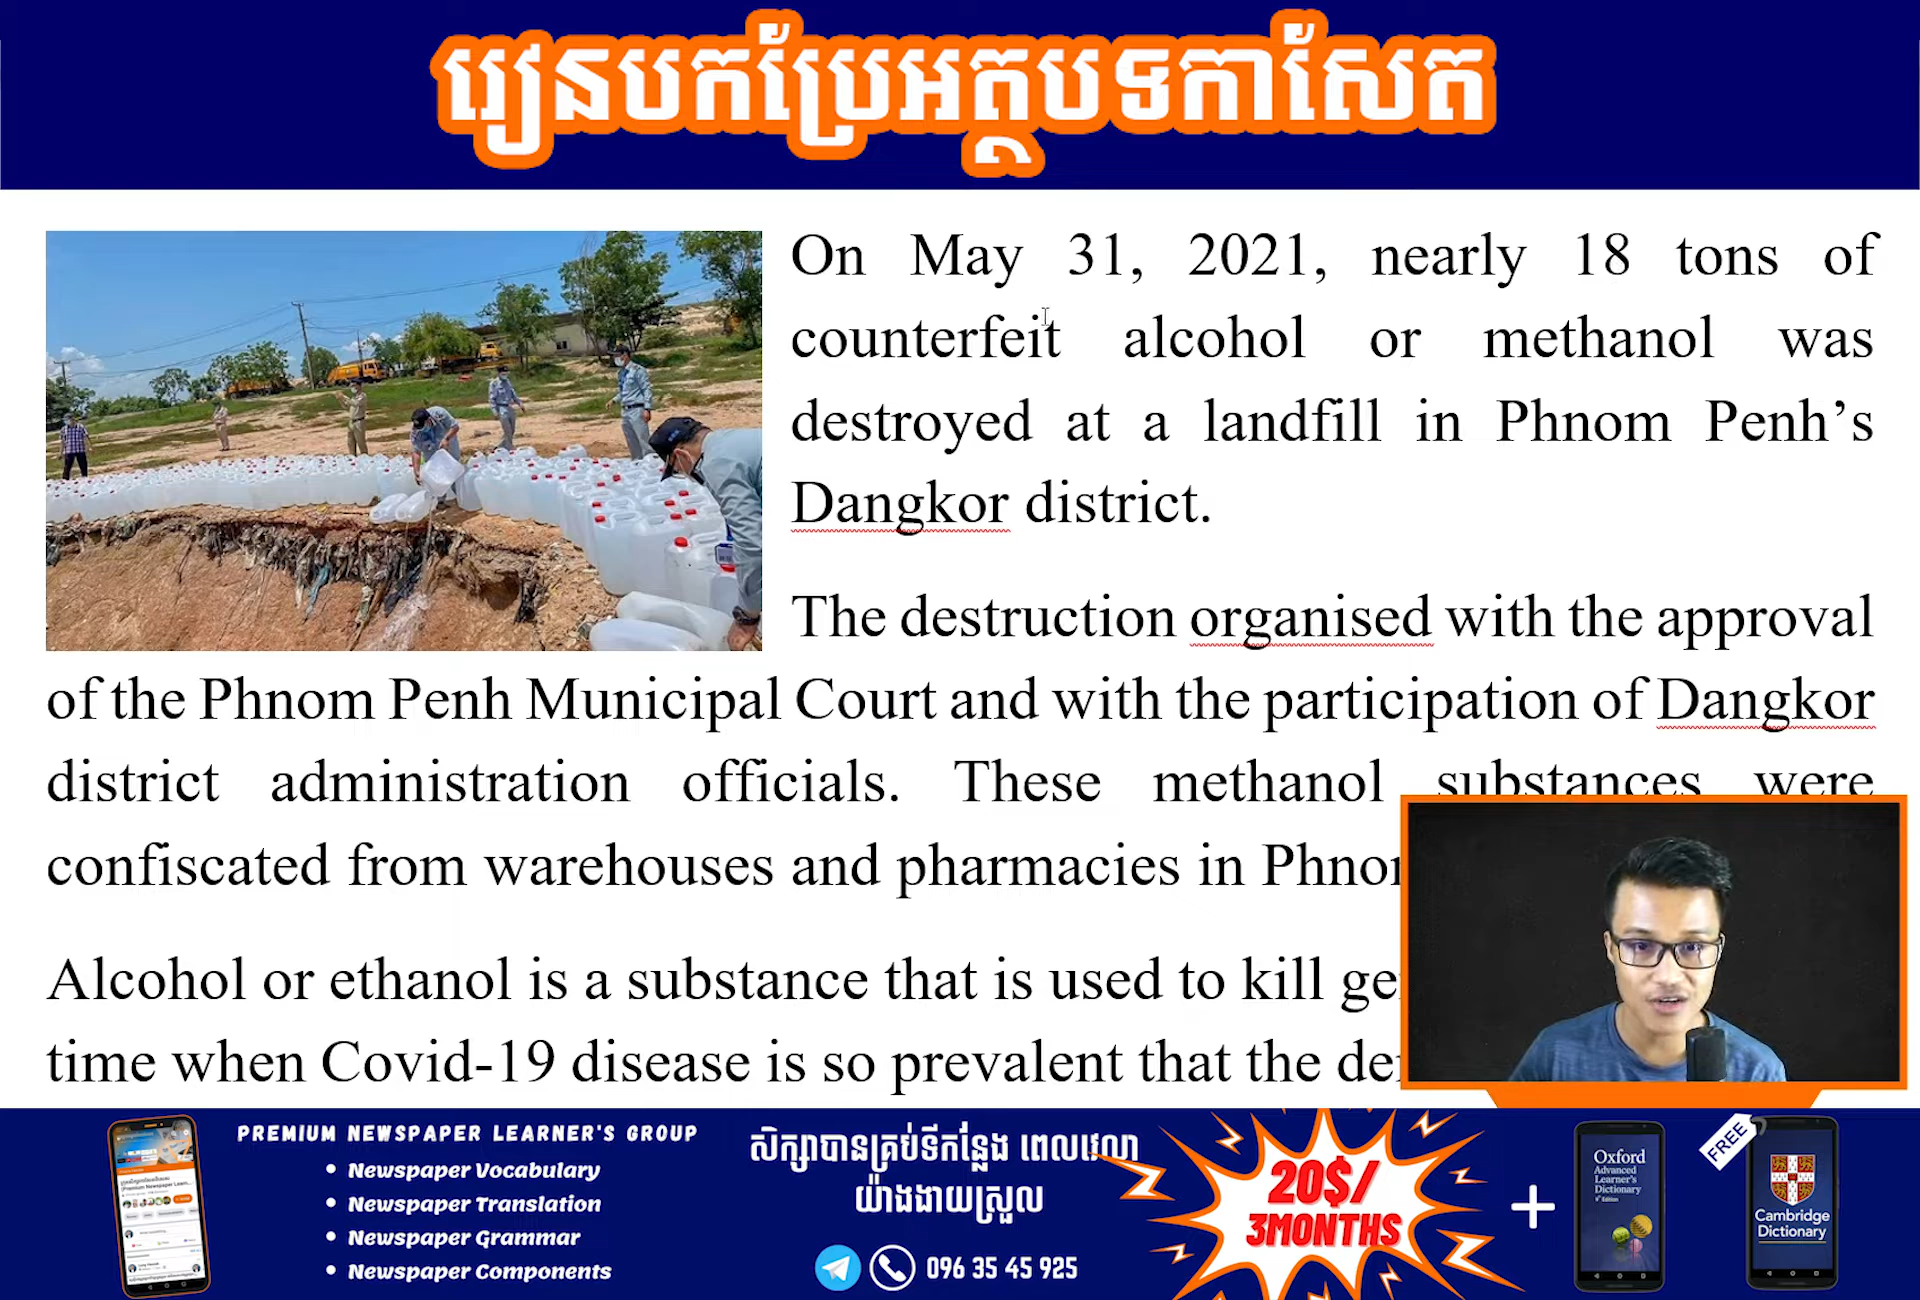 រៀនបកប្រែអត្ថបទកាសែត
On May 31, 2021, nearly 18 tons of
counterfeit alcohol or methanol was
destroyed at a landfill in Phnom Penh’s
Dangkor district.
The destruction organised with the approval
of the Phnom Penh Municipal Court and with the participation of Dangkor
district administration officials. These methanol substances were
confiscated from warehouses and pharmacies in
Alcohol or ethanol is a substance that is used to kill
time when Covid-19 disease is so prevalent that the
PREMIUM NEWSPAPER LEARNER'S GROUP
• Newspaper Vocabulary
• Newspaper Translation
• Newspaper Grammar
• Newspaper Components
សិក្សាបានគ្រប់ទីកន្លែង ពេលវេលា
យ៉ាងងាយស្រួល
096 35 45 925
20$/
3MONTHS
+
Oxford
Advanced
Learner's
Dictionary
FREE
Cambridge
Dictionary